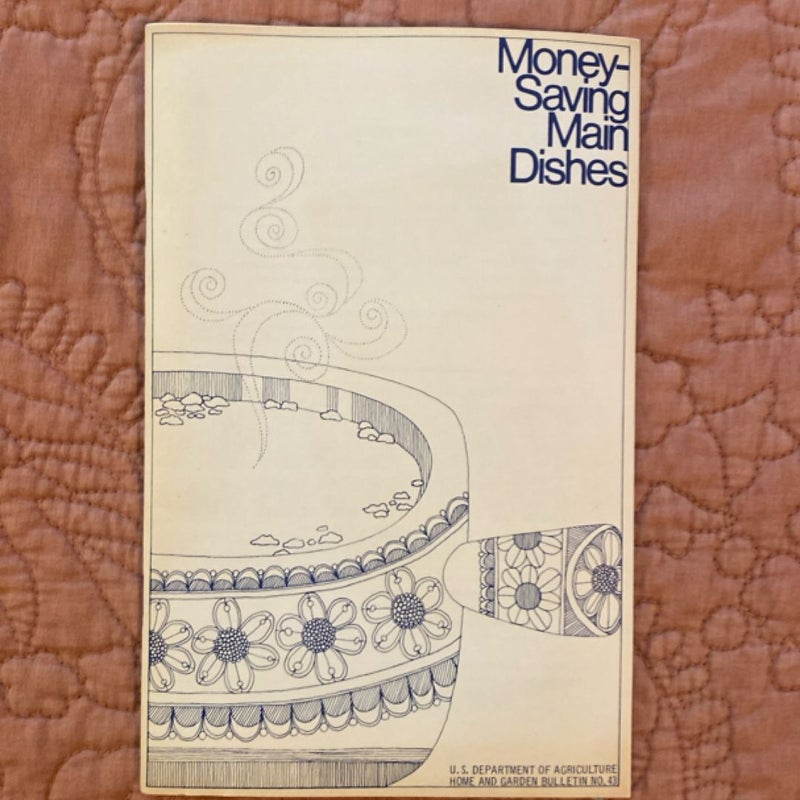 Money-
Saving
Main
Dishes
U.S. DEPARTMENT OF AGRICULTURE
HOME AND GARDEN BULLETIN NO. 43